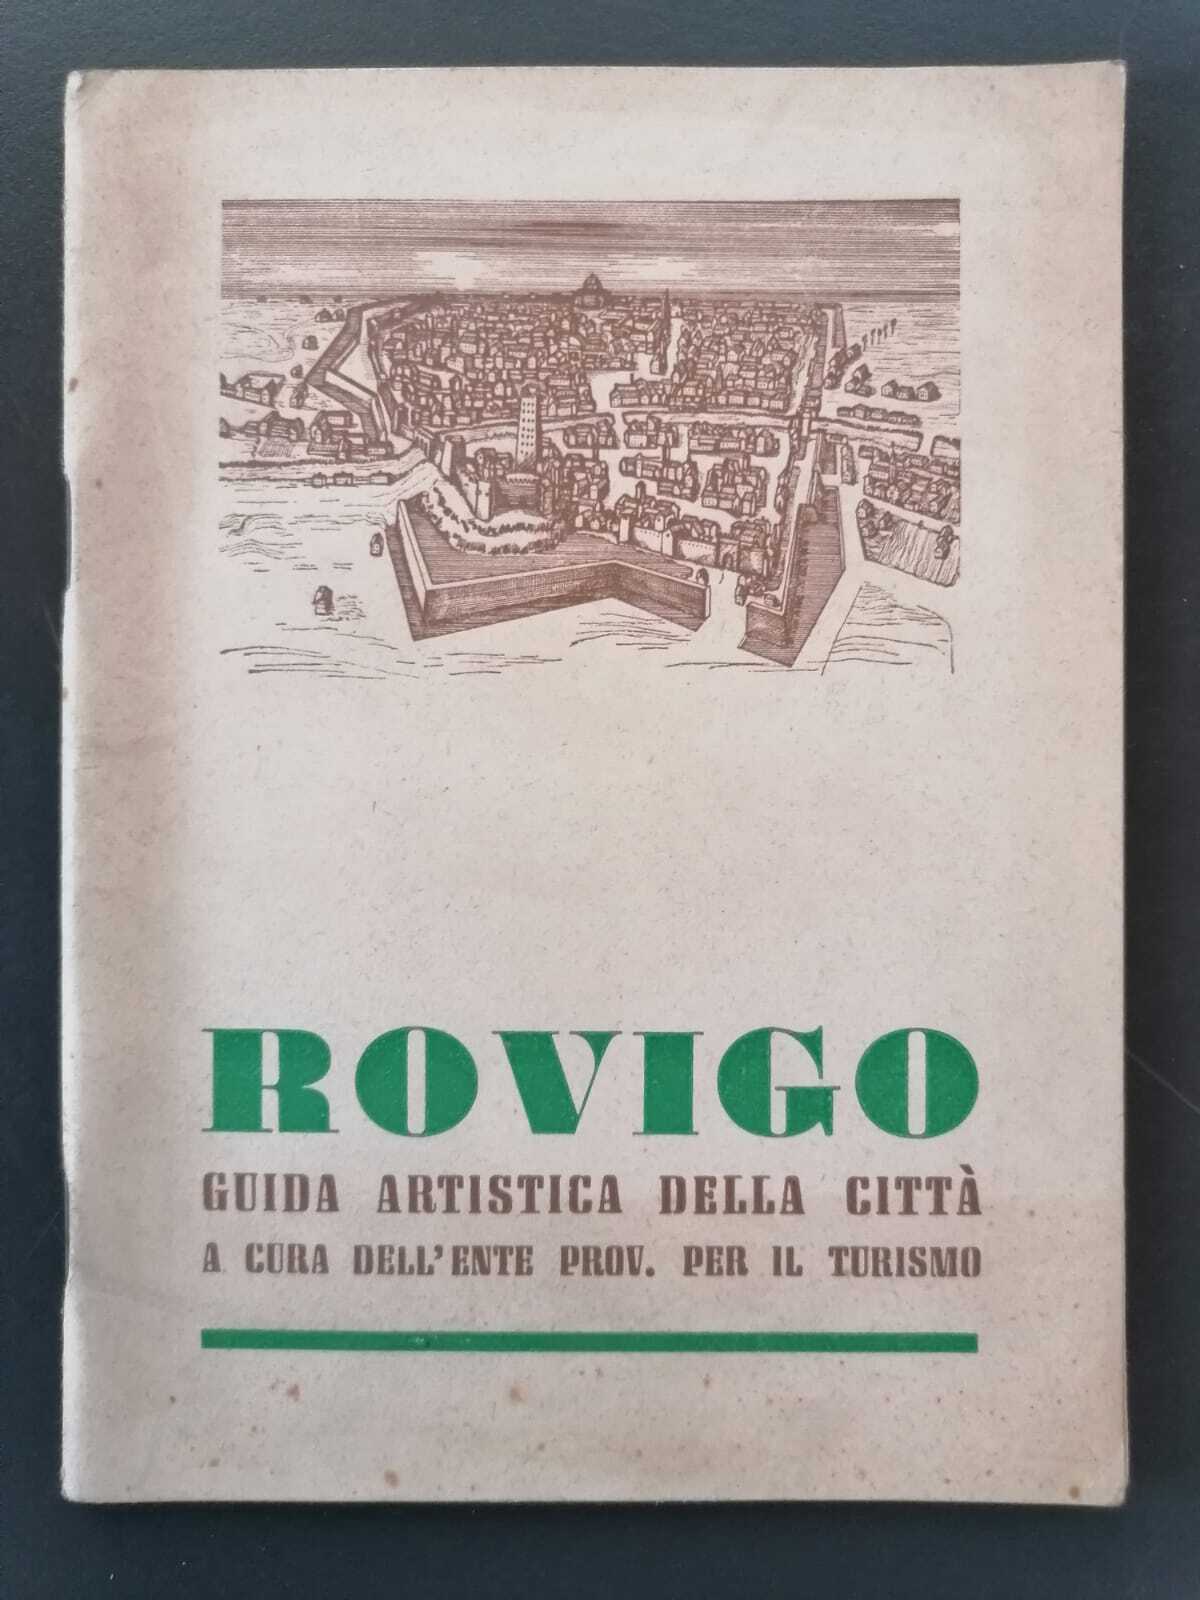 ROVIGO
GUIDA ARTISTICA DELLA CITTÀ
A CURA DELL'ENTE PROV. PER IL TURISMO